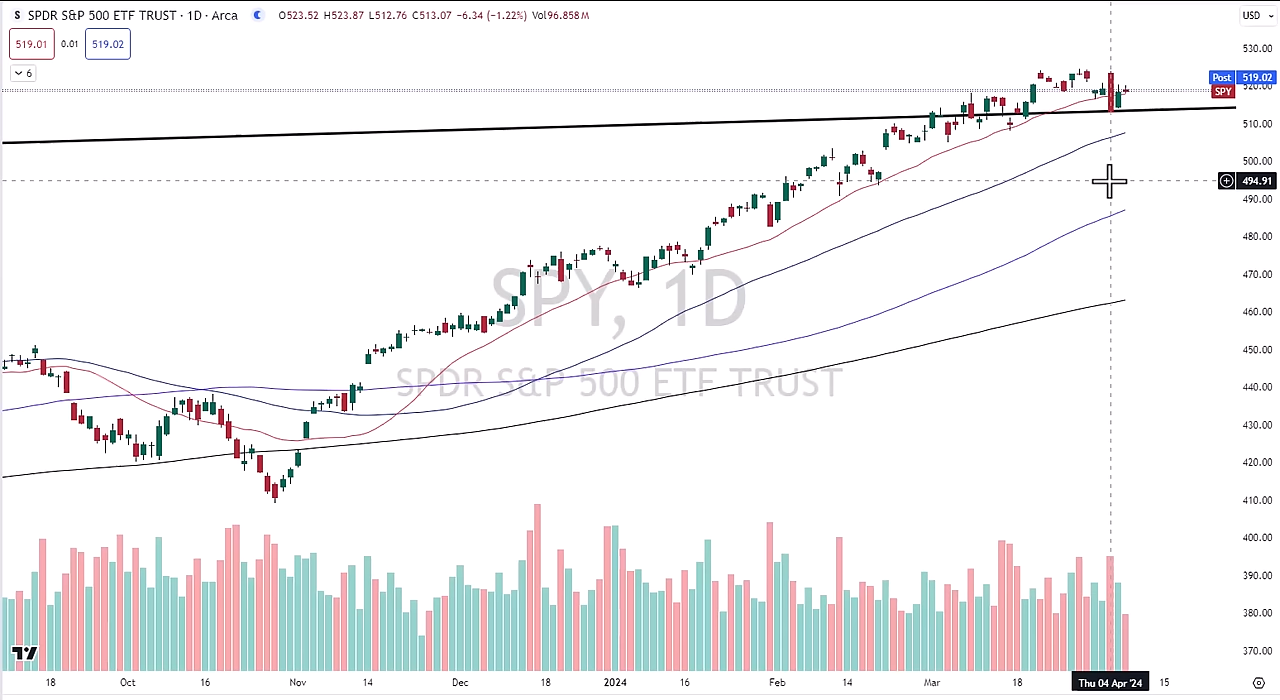 S SPDR S&P 500 ETF TRUST · 1D · Arca O523.52 H523.87 L512.76 C513.07 −6.34 (−1.22%) Vol96.858M
USD
519.01 0.01 519.02
6
530.00
Post 519.02
520.00
SPY
510.00
500.00
494.91
490.00
480.00
470.00
460.00
450.00
440.00
430.00
420.00
410.00
400.00
390.00
380.00
370.00
SPY, 1D
SPDR S&P 500 ETF TRUST
18 Oct 16 Nov 14 Dec 18 2024 16 Feb 14 Mar 18 Thu 04 Apr '24 15